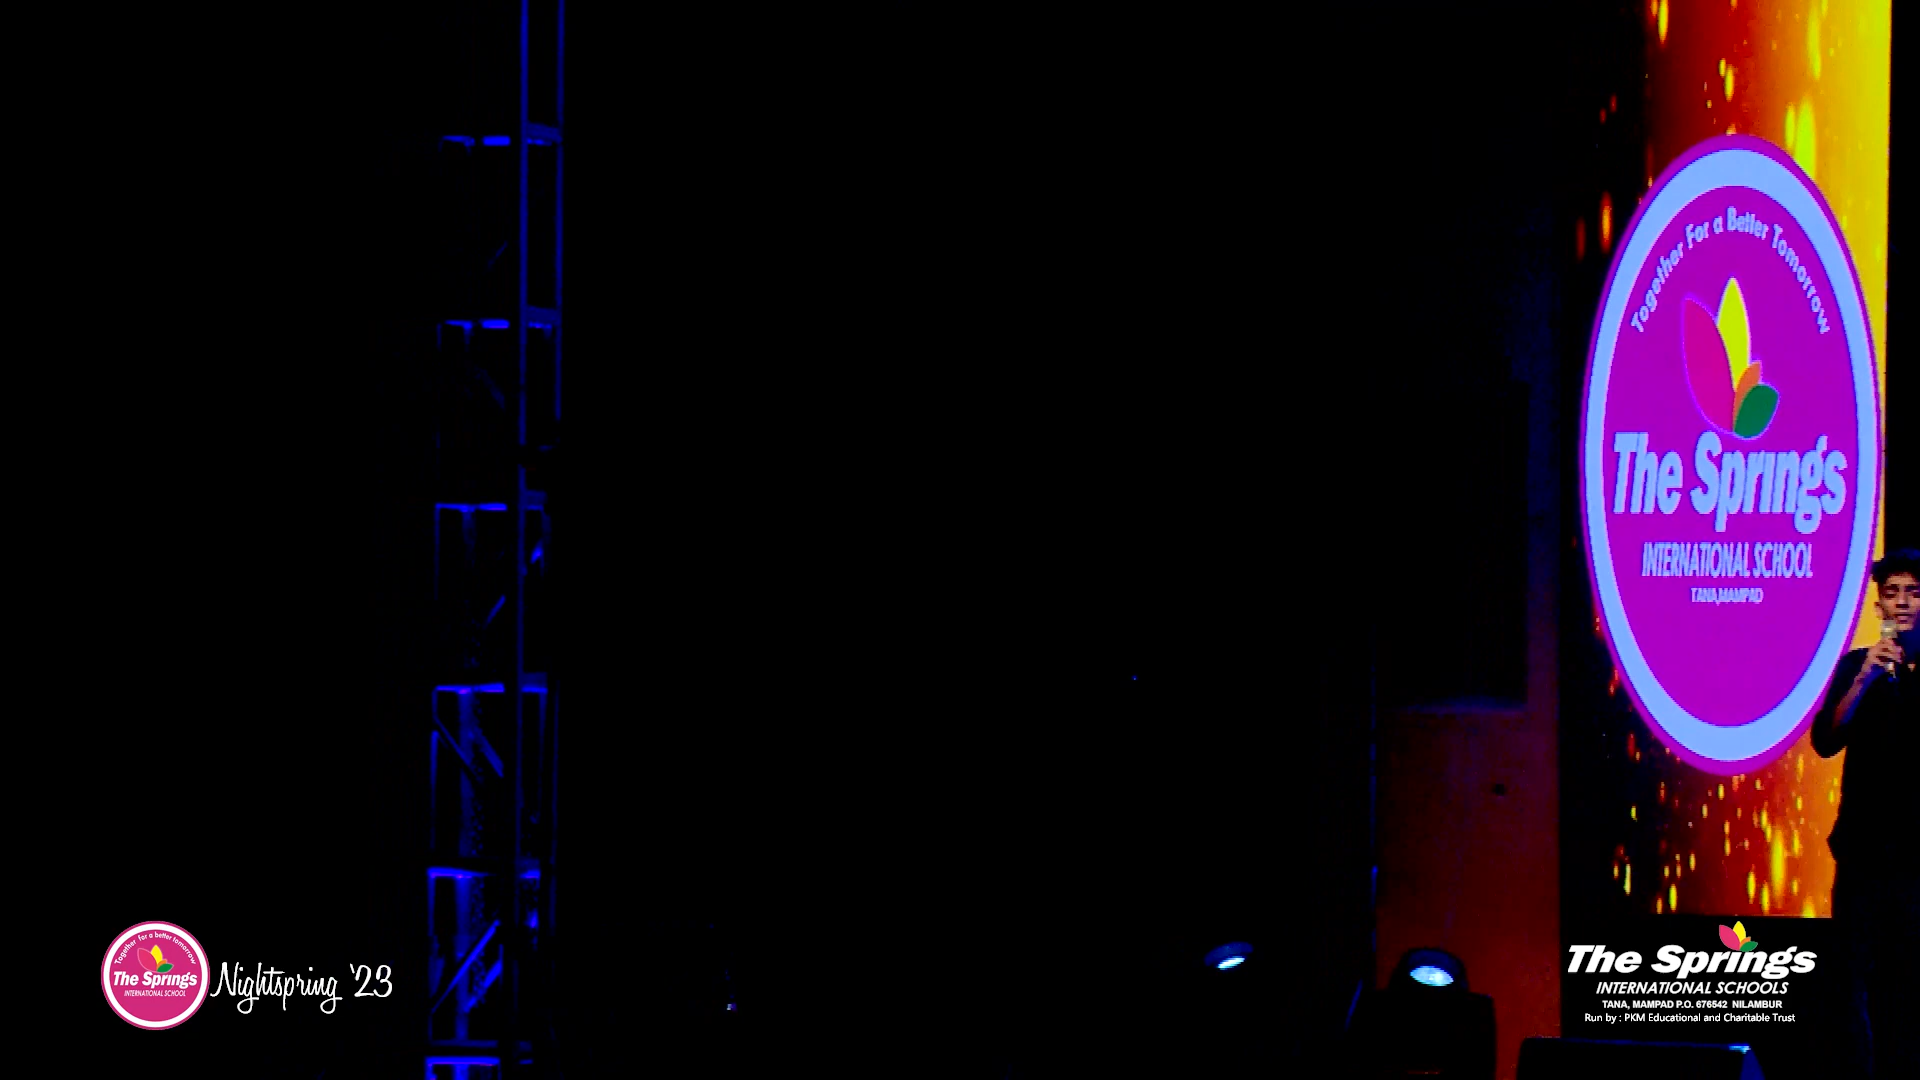 Together For a Better Tomorrow
The Springs
INTERNATIONAL SCHOOL
TANA,MAMPAD
Together for a better tomorrow
The Springs
INTERNATIONAL SCHOOL
Nightspring '23
The Springs
INTERNATIONAL SCHOOLS
TANA, MAMPAD P.O. 676542 NILAMBUR
Run by : PKM Educational and Charitable Trust